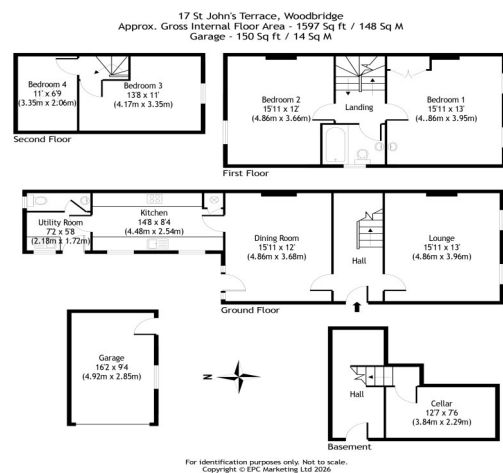 17 St John's Terrace, Woodbridge
Approx. Gross Internal Floor Area - 1597 Sq ft / 148 Sq M
Garage - 150 Sq ft / 14 Sq M
Bedroom 4
11' x 6'9
(3.35m x 2.06m)
Bedroom 3
13'8 x 11'
(4.17m x 3.35m)
Second Floor
Bedroom 2
15'11 x 12'
(4.86m x 3.66m)
Landing
Bedroom 1
15'11 x 13'
(4..86m x 3.95m)
First Floor
Utility Room
7'2 x 5'8
(2.18m x 1.72m)
Kitchen
14'8 x 8'4
(4.48m x 2.54m)
Dining Room
15'11 x 12'
(4.86m x 3.68m)
Hall
Lounge
15'11 x 13'
(4.86m x 3.96m)
Ground Floor
Garage
16'2 x 9'4
(4.92m x 2.85m)
N
Hall
Cellar
12'7 x 7'6
(3.84m x 2.29m)
Basement
For identification purposes only. Not to scale.
Copyright © EPC Marketing Ltd 2026